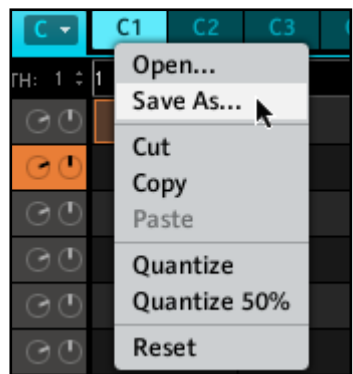 C C1 C2 C3
TH: 1 1
Open...
Save As...
Cut
Copy
Paste
Quantize
Quantize 50%
Reset